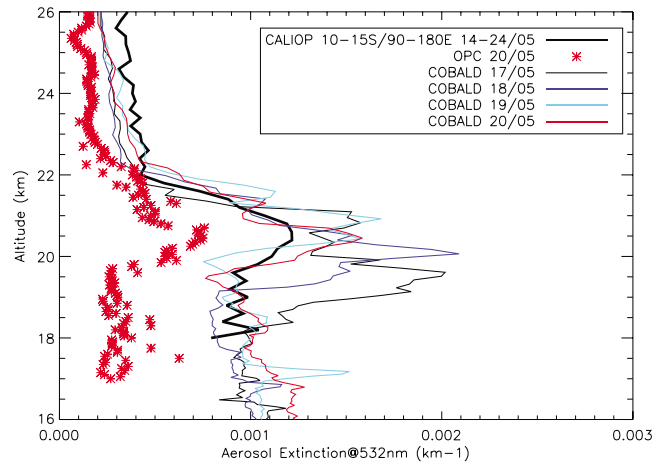 CALIOP 10-15S/90-180E 14-24/05
OPC 20/05
COBALD 17/05
COBALD 18/05
COBALD 19/05
COBALD 20/05
26
24
22
20
18
16
Altitude (km)
0.000
0.001
0.002
0.003
Aerosol Extinction@532nm (km-1)